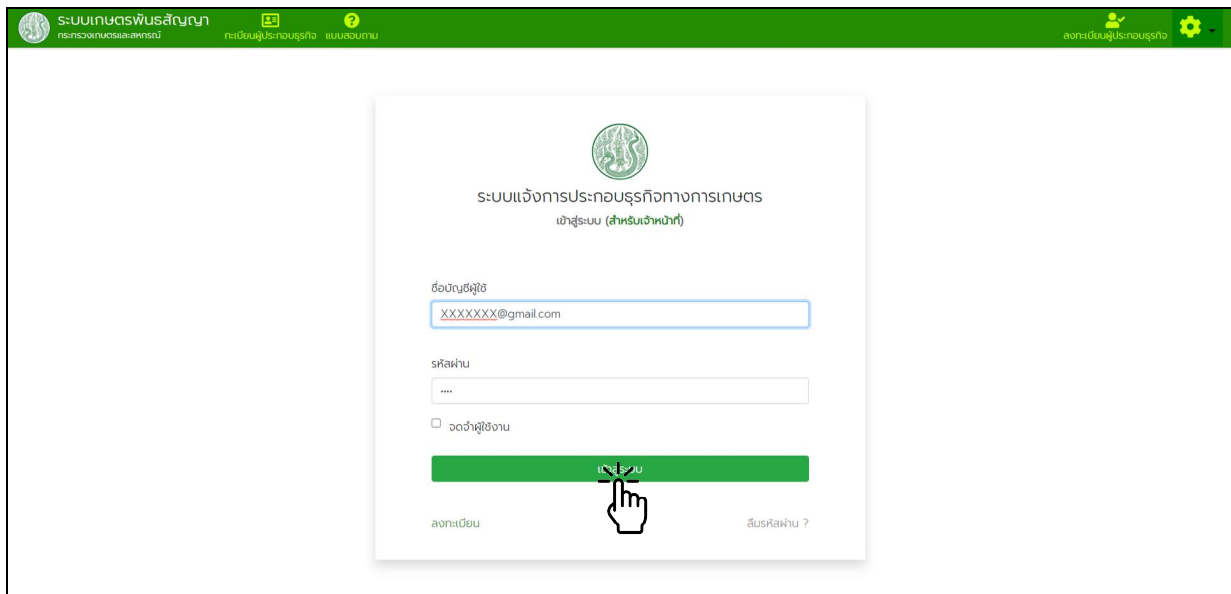 ระบบเกษตรพันธสัญญา
กระทรวงเกษตรและสหกรณ์
ทะเบียนผู้ประกอบธุรกิจ
แบบสอบถาม
ลงทะเบียนผู้ประกอบธุรกิจ
ระบบแจ้งการประกอบธุรกิจทางการเกษตร
เข้าสู่ระบบ (สำหรับเจ้าหน้าที่)
ชื่อบัญชีผู้ใช้
XXXXXXX@gmail.com
รหัสผ่าน
....
จดจำผู้ใช้งาน
เข้าสู่ระบบ
ลงทะเบียน
ลืมรหัสผ่าน ?